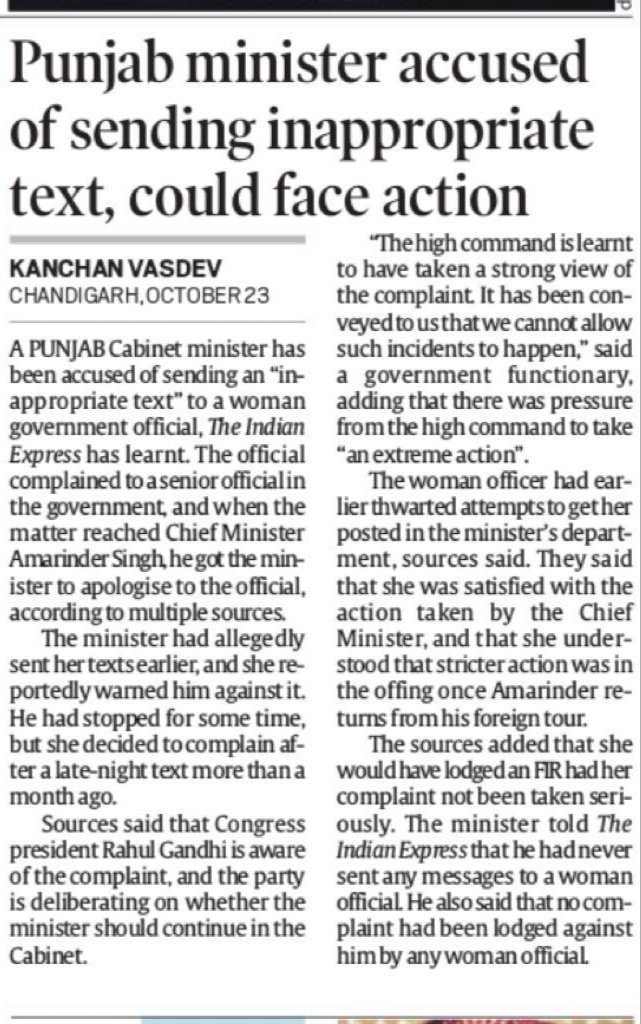 Punjab minister accused
of sending inappropriate
text, could face action
KANCHAN VASDEV
CHANDIGARH, OCTOBER 23
A PUNJAB Cabinet minister has
been accused of sending an “in-
appropriate text” to a woman
government official, The Indian
Express has learnt. The official
complained to a senior official in
the government, and when the
matter reached Chief Minister
Amarinder Singh, he got the min-
ister to apologise to the official,
according to multiple sources.
The minister had allegedly
sent her texts earlier, and she re-
portedly warned him against it.
He had stopped for some time,
but she decided to complain af-
ter a late-night text more than a
month ago.
Sources said that Congress
president Rahul Gandhi is aware
of the complaint, and the party
is deliberating on whether the
minister should continue in the
Cabinet.
“The high command is learnt
to have taken a strong view of
the complaint. It has been con-
veyed to us that we cannot allow
such incidents to happen,” said
a government functionary,
adding that there was pressure
from the high command to take
“an extreme action”.
The woman officer had ear-
lier thwarted attempts to get her
posted in the minister’s depart-
ment, sources said. They said
that she was satisfied with the
action taken by the Chief
Minister, and that she under-
stood that stricter action was in
the offing once Amarinder re-
turns from his foreign tour.
The sources added that she
would have lodged an FIR had her
complaint not been taken seri-
ously. The minister told The
Indian Express that he had never
sent any messages to a woman
official. He also said that no com-
plaint had been lodged against
him by any woman official.